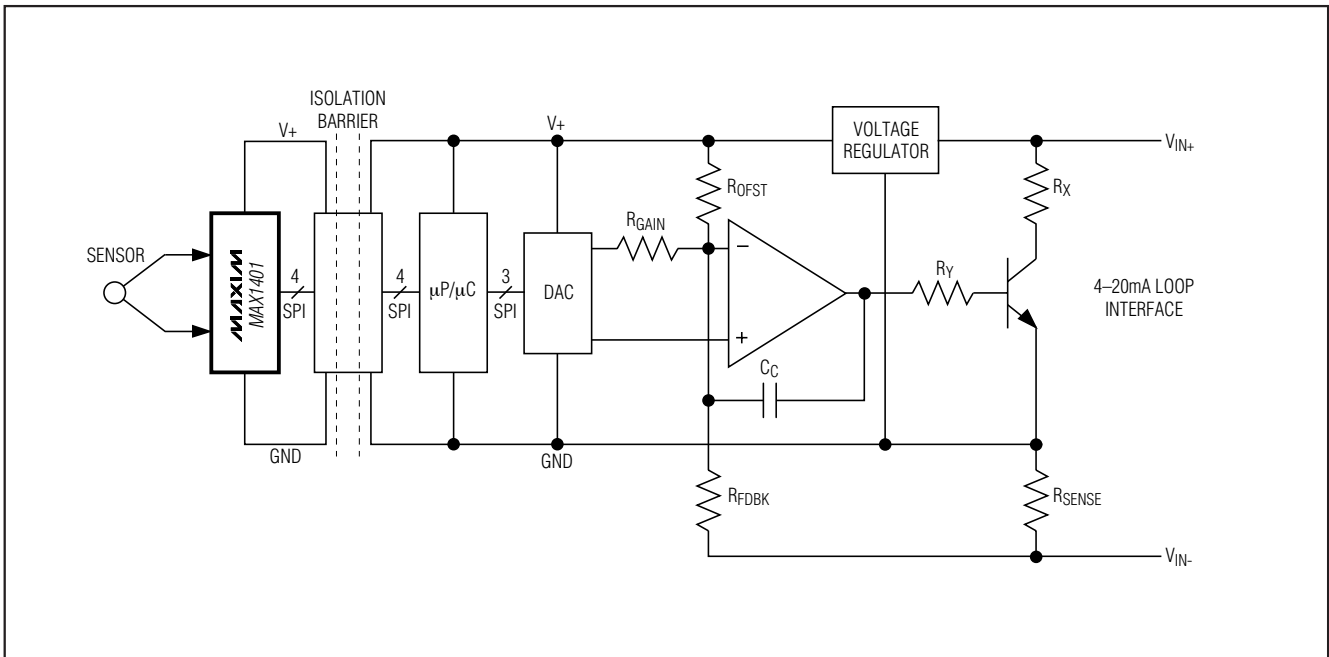 ISOLATION
BARRIER
V+
V+
VOLTAGE
REGULATOR
VIN+
ROFST
RX
RGAIN
SENSOR
MAXIM
MAX1401
4
SPI
4
SPI
μP/μC
3
SPI
DAC
−
+
RY
4–20mA LOOP
INTERFACE
CC
GND
GND
RFDBK
RSENSE
VIN-